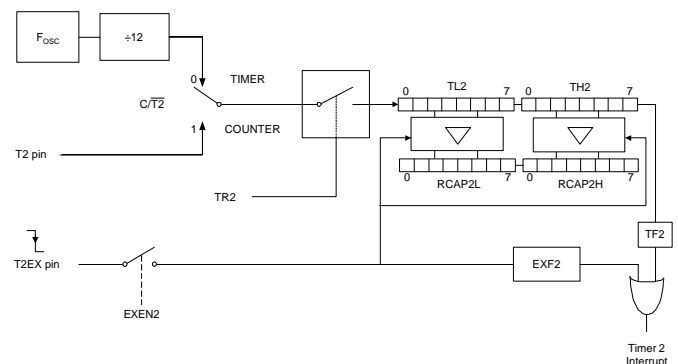 FOSC
÷12
0
TIMER
C/T2
1
COUNTER
T2 pin
TR2
0
TL2
7
0
TH2
7
0
RCAP2L
7
0
RCAP2H
7
TF2
T2EX pin
EXF2
EXEN2
Timer 2
Interrupt